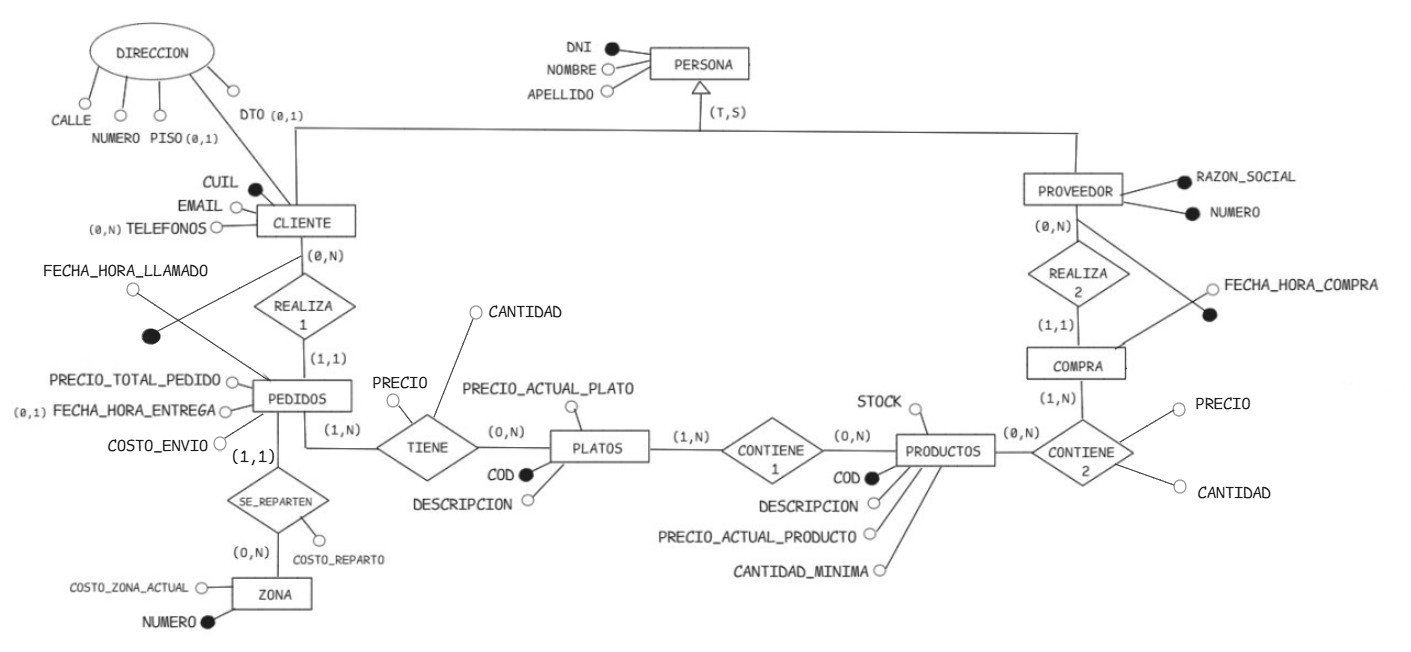 DIRECCION
CALLE
NUMERO
PISO (0,1)
DTO (0,1)
DNI
NOMBRE
APELLIDO
PERSONA
(T,S)
CUIL
EMAIL
(0,N) TELEFONOS
CLIENTE
(0,N)
PROVEEDOR
RAZON_SOCIAL
NUMERO
(0,N)
FECHA_HORA_LLAMADO
REALIZA
1
(1,1)
REALIZA
2
(1,1)
FECHA_HORA_COMPRA
COMPRA
(1,N)
PRECIO_TOTAL_PEDIDO
(0,1) FECHA_HORA_ENTREGA
COSTO_ENVIO
PEDIDOS
(1,1)
(1,N)
PRECIO
CANTIDAD
TIENE
(0,N)
PRECIO_ACTUAL_PLATO
PLATOS
COD
DESCRIPCION
(1,N)
CONTIENE
1
(0,N)
STOCK
PRODUCTOS
COD
DESCRIPCION
PRECIO_ACTUAL_PRODUCTO
CANTIDAD_MINIMA
(0,N)
CONTIENE
2
PRECIO
CANTIDAD
SE_REPARTEN
COSTO_REPARTO
(0,N)
COSTO_ZONA_ACTUAL
ZONA
NUMERO